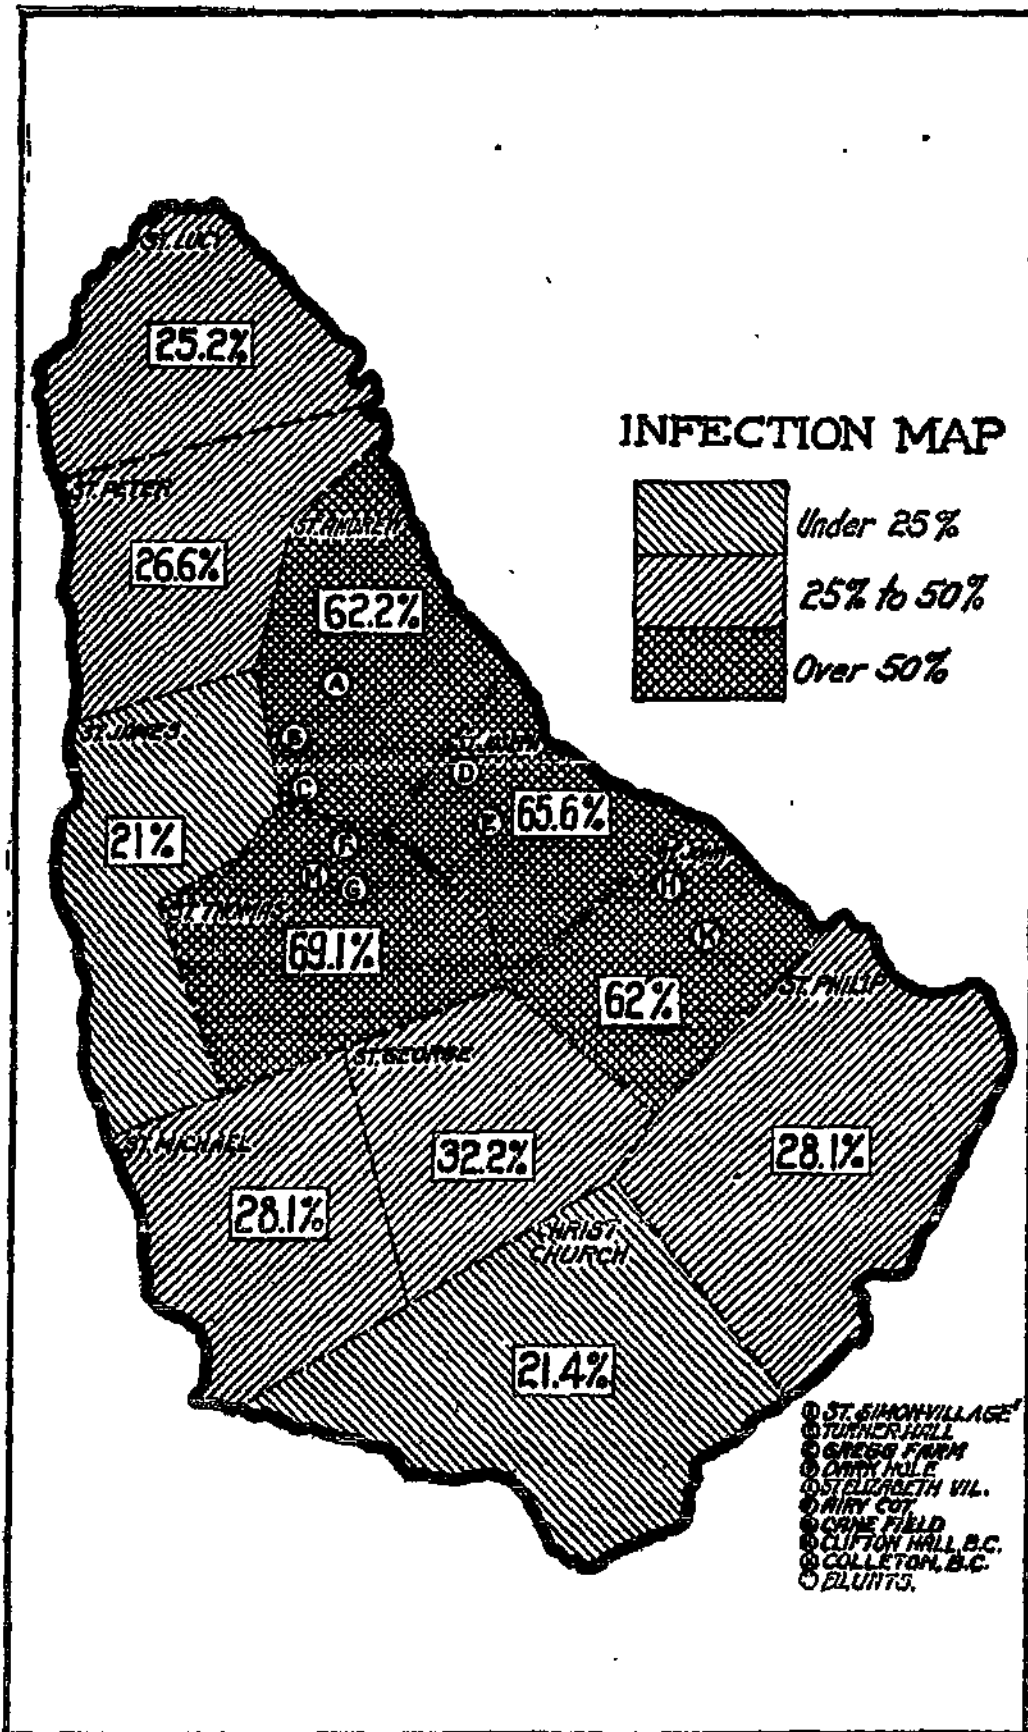 ST. LUCY
25.2%
INFECTION MAP
ST. PETER
Under 25%
ST. ANDREW
26.6%
25% to 50%
62.2%
Over 50%
A
ST. JAMES
B
ST. JOSEPH
D
C
65.6%
E
21%
F
ST. JOHN
M
G
H
ST. THOMAS
K
69.1%
ST. PHILIP
62%
ST. GEORGE
ST. MICHAEL
32.2%
28.1%
28.1%
CHRIST
CHURCH
21.4%
ST. SIMON VILLAGE
TURNER HALL
GREGG FARM
DARK HOLE
ST ELIZABETH VIL.
AIRY COT
CANE FIELD
CLIFTON HALL, B.C.
COLLETON, B.C.
BLUNTS.